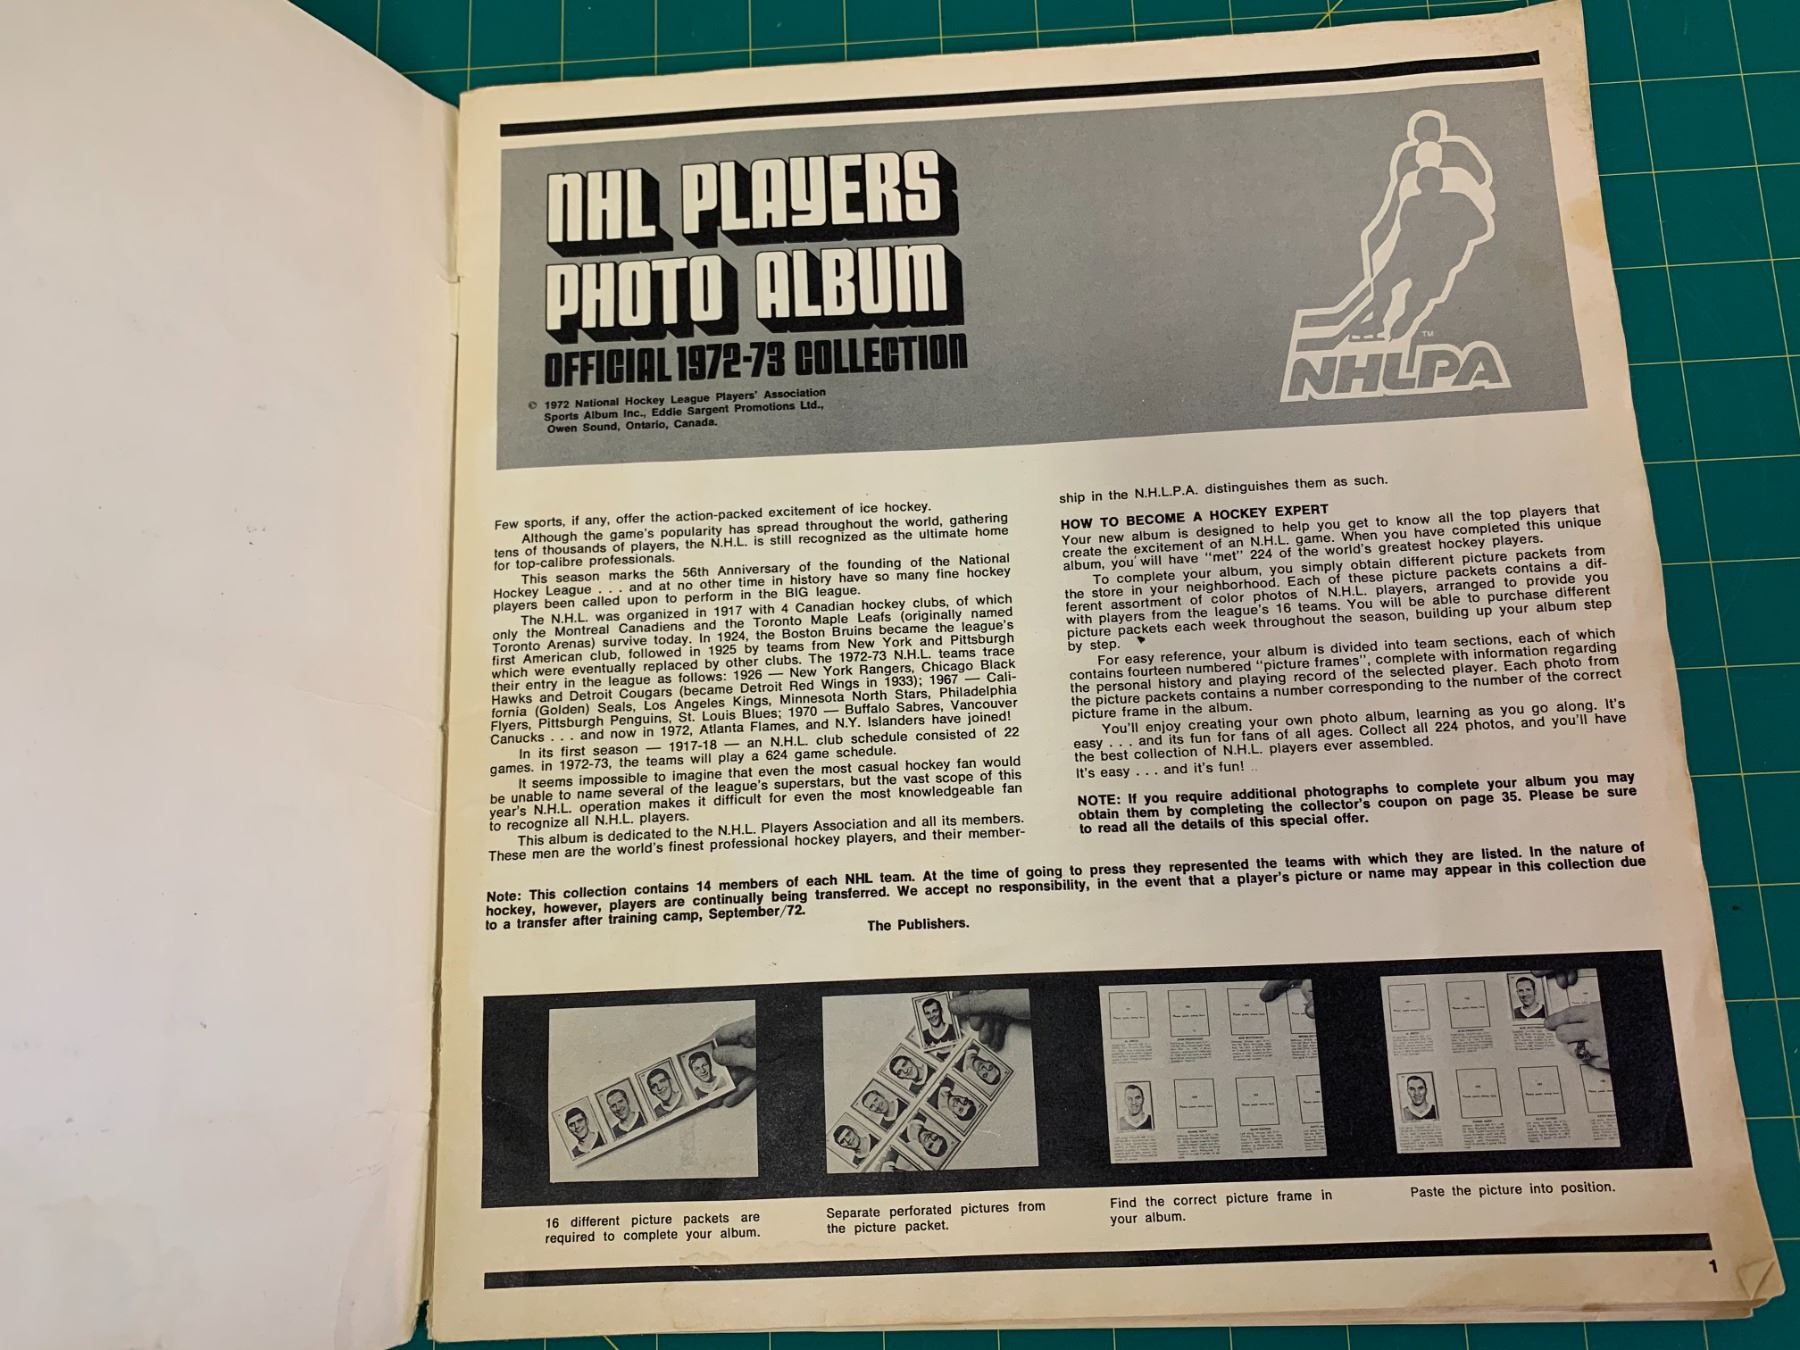 NHL PLAYERS
PHOTO ALBUM
OFFICIAL 1972-73 COLLECTION
© 1972 National Hockey League Players' Association
Sports Album Inc., Eddie Sargent Promotions Ltd.,
Owen Sound, Ontario, Canada.
TM
NHLPA
Few sports, if any, offer the action-packed excitement of ice hockey.
Although the game's popularity has spread throughout the world, gathering
tens of thousands of players, the N.H.L. is still recognized as the ultimate home
for top-calibre professionals.
This season marks the 56th Anniversary of the founding of the National
Hockey League . . . and at no other time in history have so many fine hockey
players been called upon to perform in the BIG league.
The N.H.L. was organized in 1917 with 4 Canadian hockey clubs, of which
only the Montreal Canadiens and the Toronto Maple Leafs (originally named
Toronto Arenas) survive today. In 1924, the Boston Bruins became the league's
first American club, followed in 1925 by teams from New York and Pittsburgh
which were eventually replaced by other clubs. The 1972-73 N.H.L. teams trace
their entry in the league as follows: 1926 — New York Rangers, Chicago Black
Hawks and Detroit Cougars (became Detroit Red Wings in 1933); 1967 — Cali-
fornia (Golden) Seals, Los Angeles Kings, Minnesota North Stars, Philadelphia
Flyers, Pittsburgh Penguins, St. Louis Blues; 1970 — Buffalo Sabres, Vancouver
Canucks . . . and now in 1972, Atlanta Flames, and N.Y. Islanders have joined!
In its first season — 1917-18 — an N.H.L. club schedule consisted of 22
games. in 1972-73, the teams will play a 624 game schedule.
It seems impossible to imagine that even the most casual hockey fan would
be unable to name several of the league's superstars, but the vast scope of this
year's N.H.L. operation makes it difficult for even the most knowledgeable fan
to recognize all N.H.L. players.
This album is dedicated to the N.H.L. Players Association and all its members.
These men are the world's finest professional hockey players, and their member-
ship in the N.H.L.P.A. distinguishes them as such.
HOW TO BECOME A HOCKEY EXPERT
Your new album is designed to help you get to know all the top players that
create the excitement of an N.H.L. game. When you have completed this unique
album, you will have "met" 224 of the world's greatest hockey players.
To complete your album, you simply obtain different picture packets from
the store in your neighborhood. Each of these picture packets contains a dif-
ferent assortment of color photos of N.H.L. players, arranged to provide you
with players from the league's 16 teams. You will be able to purchase different
picture packets each week throughout the season, building up your album step
by step.
For easy reference, your album is divided into team sections, each of which
contains fourteen numbered "picture frames", complete with information regarding
the personal history and playing record of the selected player. Each photo from
the picture packets contains a number corresponding to the number of the correct
picture frame in the album.
You'll enjoy creating your own photo album, learning as you go along. It's
easy . . . and its fun for fans of all ages. Collect all 224 photos, and you'll have
the best collection of N.H.L. players ever assembled.
It's easy . . . and it's fun!
NOTE: If you require additional photographs to complete your album you may
obtain them by completing the collector's coupon on page 35. Please be sure
to read all the details of this special offer.
Note: This collection contains 14 members of each NHL team. At the time of going to press they represented the teams with which they are listed. In the nature of
hockey, however, players are continually being transferred. We accept no responsibility, in the event that a player's picture or name may appear in this collection due
to a transfer after training camp, September/72.
The Publishers.
16 different picture packets are
required to complete your album.
Separate perforated pictures from
the picture packet.
Find the correct picture frame in
your album.
Paste the picture into position.
1